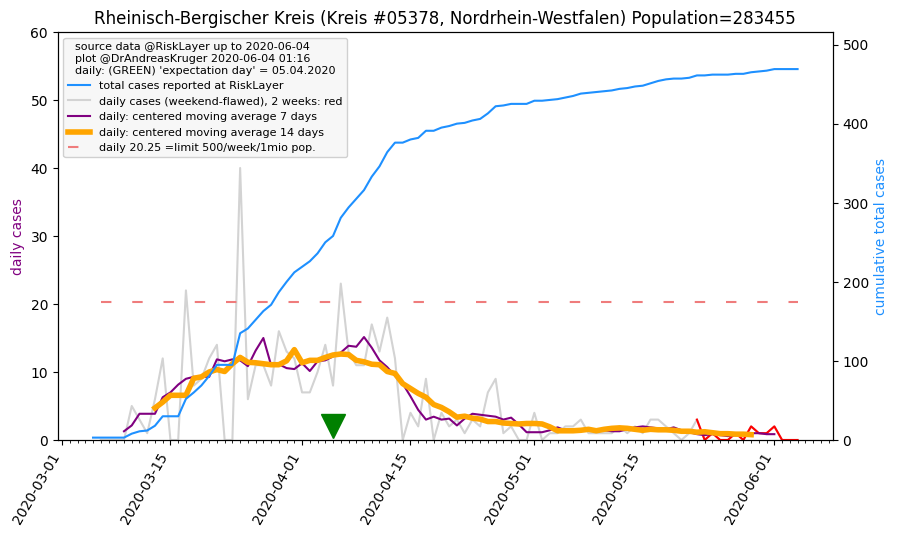 Rheinisch-Bergischer Kreis (Kreis #05378, Nordrhein-Westfalen) Population=283455
source data @RiskLayer up to 2020-06-04
plot @DrAndreasKruger 2020-06-04 01:16
daily: (GREEN) 'expectation day' = 05.04.2020
total cases reported at RiskLayer
daily cases (weekend-flawed), 2 weeks: red
daily: centered moving average 7 days
daily: centered moving average 14 days
daily 20.25 =limit 500/week/1mio pop.
daily cases
60
50
40
30
20
10
0
cumulative total cases
500
400
300
200
100
0
2020-03-01
2020-03-15
2020-04-01
2020-04-15
2020-05-01
2020-05-15
2020-06-01